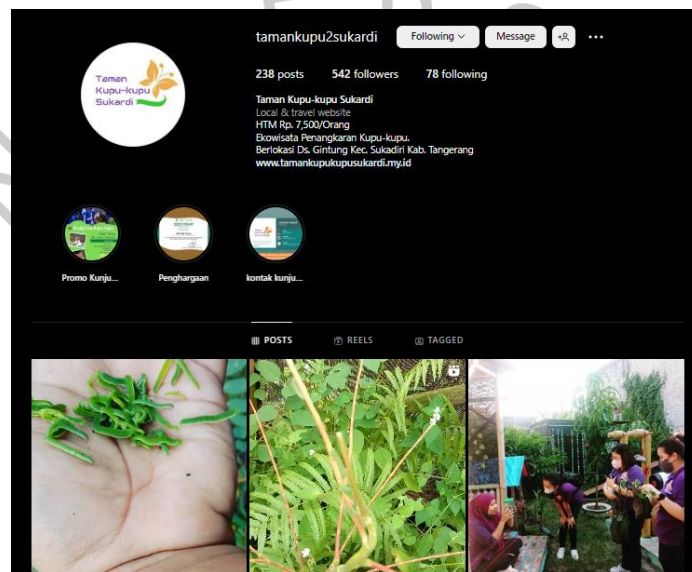 tamankupu2sukardi Following Message
238 posts 542 followers 78 following
Taman Kupu-kupu Sukardi
Local & travel website
HTM Rp. 7,500/Orang
Ekowisata Penangkaran Kupu-kupu.
Berlokasi Ds. Gintung Kec. Sukadiri Kab. Tangerang
www.tamankupukupusukardi.my.id
Taman
Kupu-kupu
Sukardi
Promo Kunju... Penghargaan kontak kunju...
POSTS REELS TAGGED